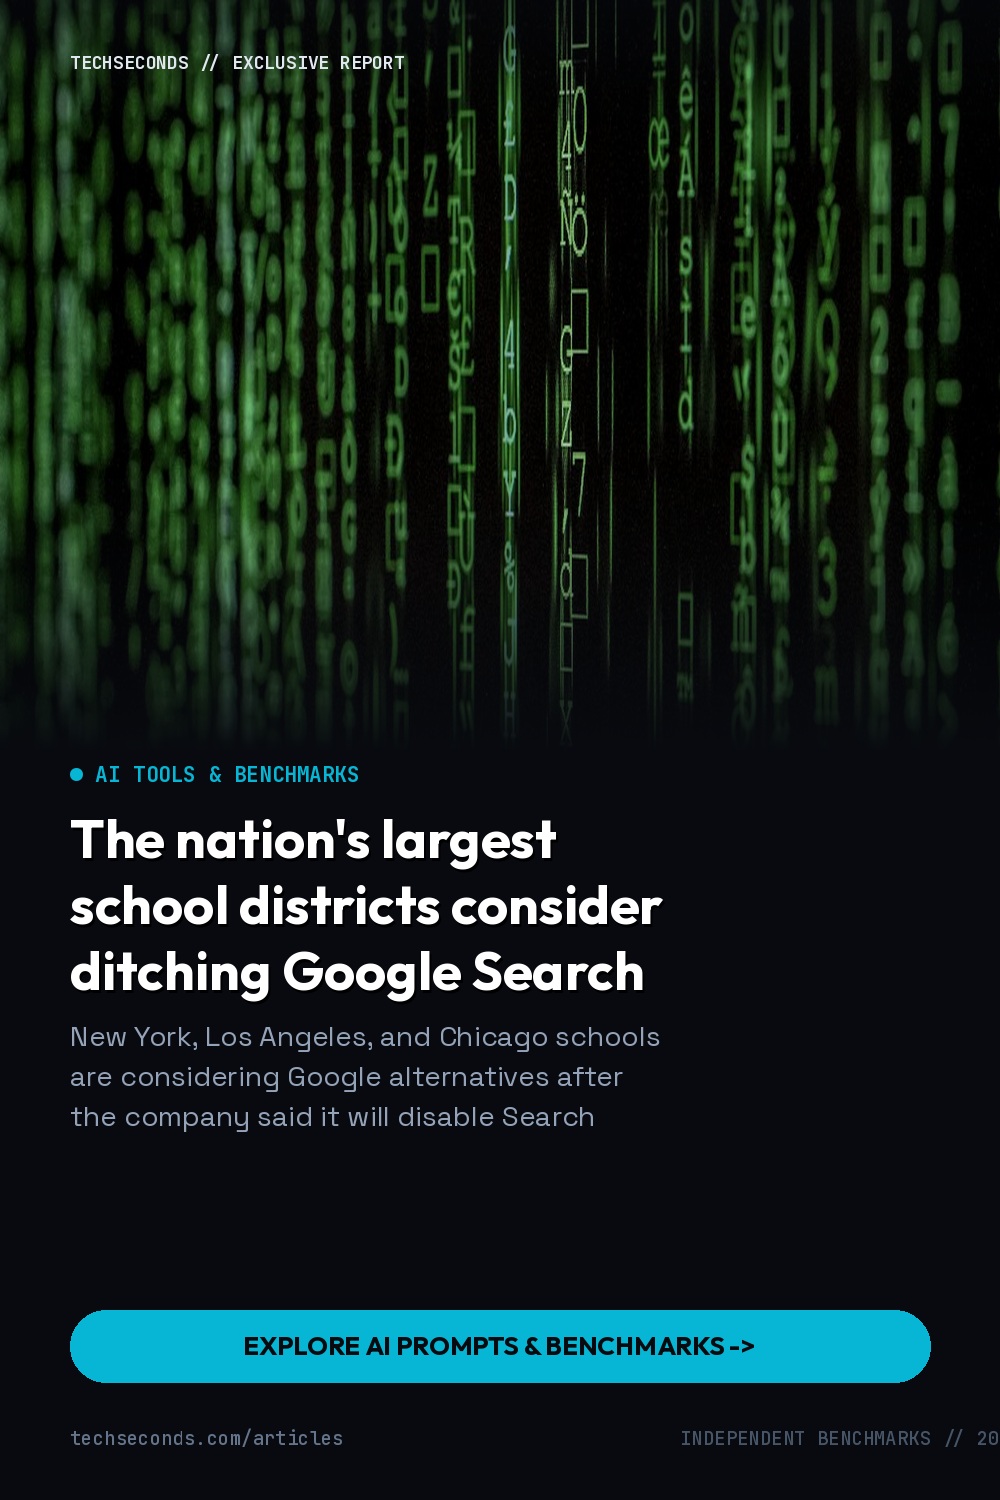 TECHSECONDS // EXCLUSIVE REPORT
AI TOOLS & BENCHMARKS
The nation's largest
school districts consider
ditching Google Search
New York, Los Angeles, and Chicago schools
are considering Google alternatives after
the company said it will disable Search
EXPLORE AI PROMPTS & BENCHMARKS ->
techseconds.com/articles
INDEPENDENT BENCHMARKS // 20